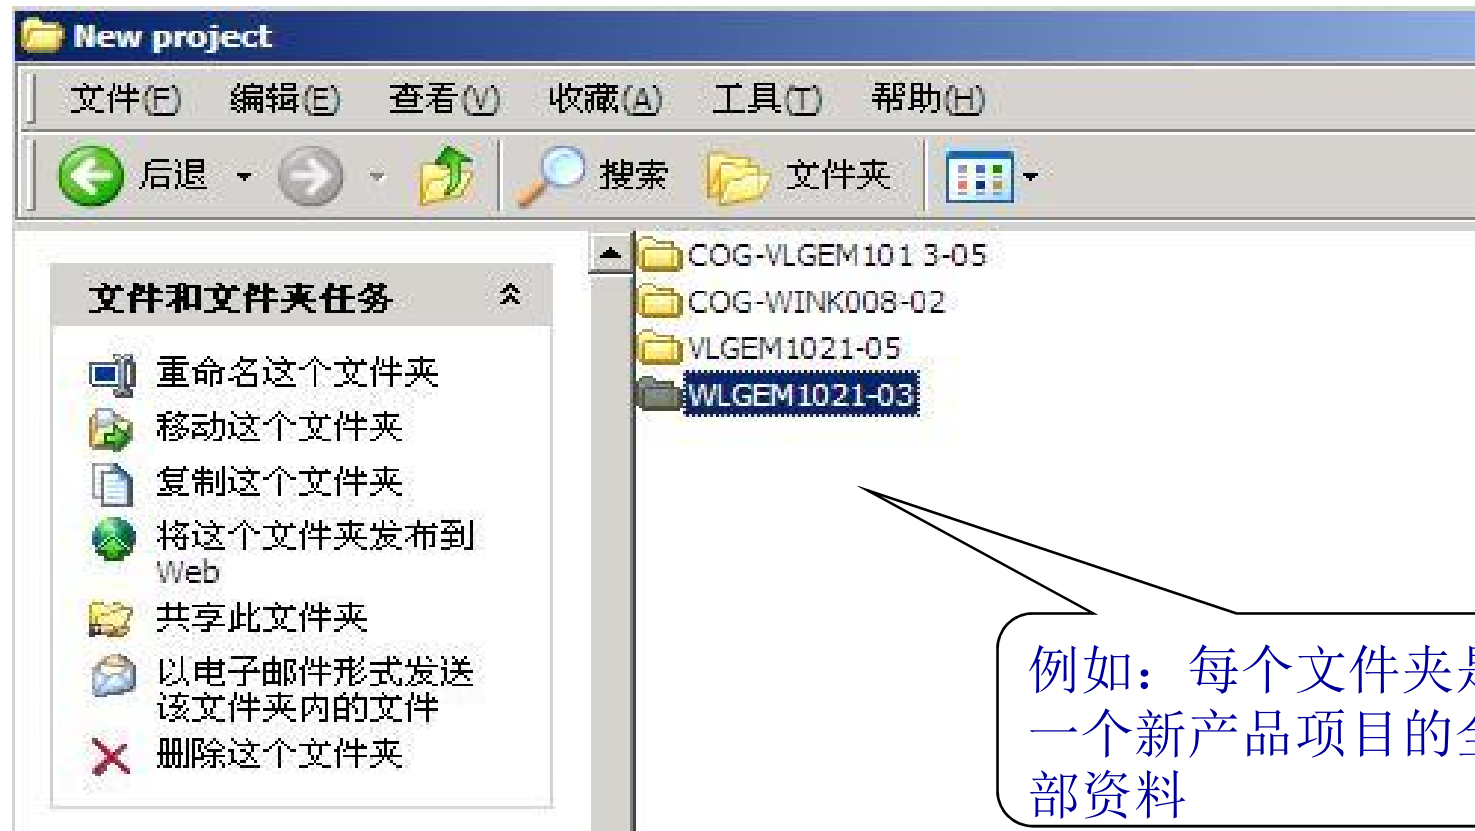 New project
文件(F) 编辑(E) 查看(V) 收藏(A) 工具(T) 帮助(H)
后退 搜索 文件夹
文件和文件夹任务
重命名这个文件夹
移动这个文件夹
复制这个文件夹
将这个文件夹发布到
Web
共享此文件夹
以电子邮件形式发送
该文件夹内的文件
删除这个文件夹
COG-VLGEM101 3-05
COG-WINK008-02
VLGEM1021-05
WLGEM1021-03
例如：每个文件夹是
一个新产品项目的全
部资料